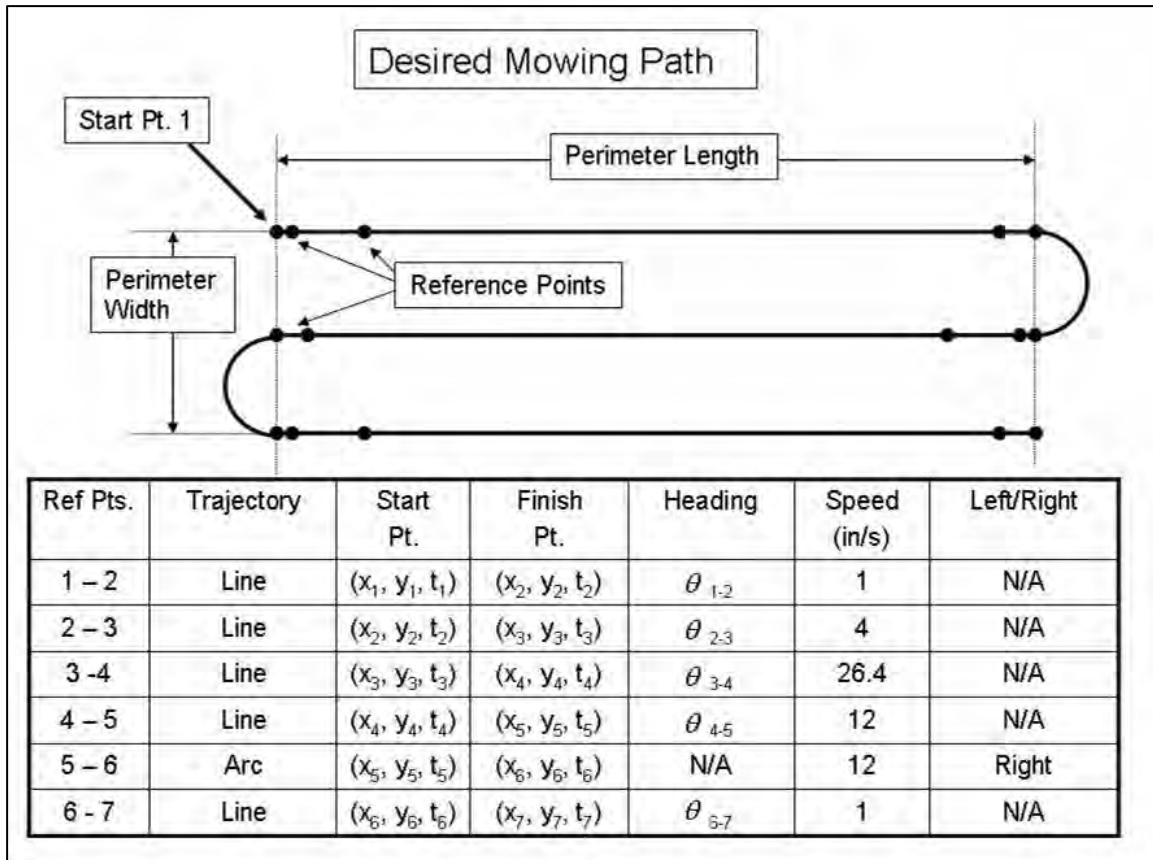 Desired Mowing Path
Start Pt. 1
Perimeter Length
Perimeter
Width
Reference Points
Ref Pts. Trajectory Start Pt. Finish Pt. Heading Speed (in/s) Left/Right
1 – 2 Line (x₁, y₁, t₁) (x₂, y₂, t₂) θ ₁₋₂ 1 N/A
2 – 3 Line (x₂, y₂, t₂) (x₃, y₃, t₃) θ ₂₋₃ 4 N/A
3 -4 Line (x₃, y₃, t₃) (x₄, y₄, t₄) θ ₃₋₄ 26.4 N/A
4 – 5 Line (x₄, y₄, t₄) (x₅, y₅, t₅) θ ₄₋₅ 12 N/A
5 – 6 Arc (x₅, y₅, t₅) (x₆, y₆, t₆) N/A 12 Right
6 - 7 Line (x₆, y₆, t₆) (x₇, y₇, t₇) θ ₆₋₇ 1 N/A